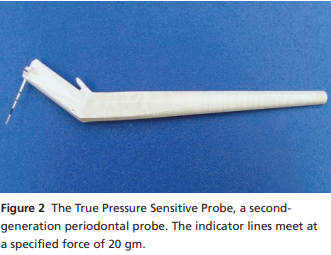 Figure 2 The True Pressure Sensitive Probe, a second-
generation periodontal probe. The indicator lines meet at
a specified force of 20 gm.